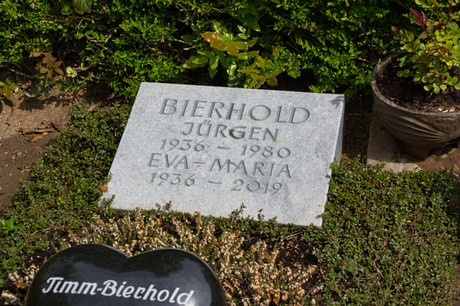 BIERHOLD
JÜRGEN
1936 - 1980
EVA-MARIA
1936 - 2019
Timm-Bierhold